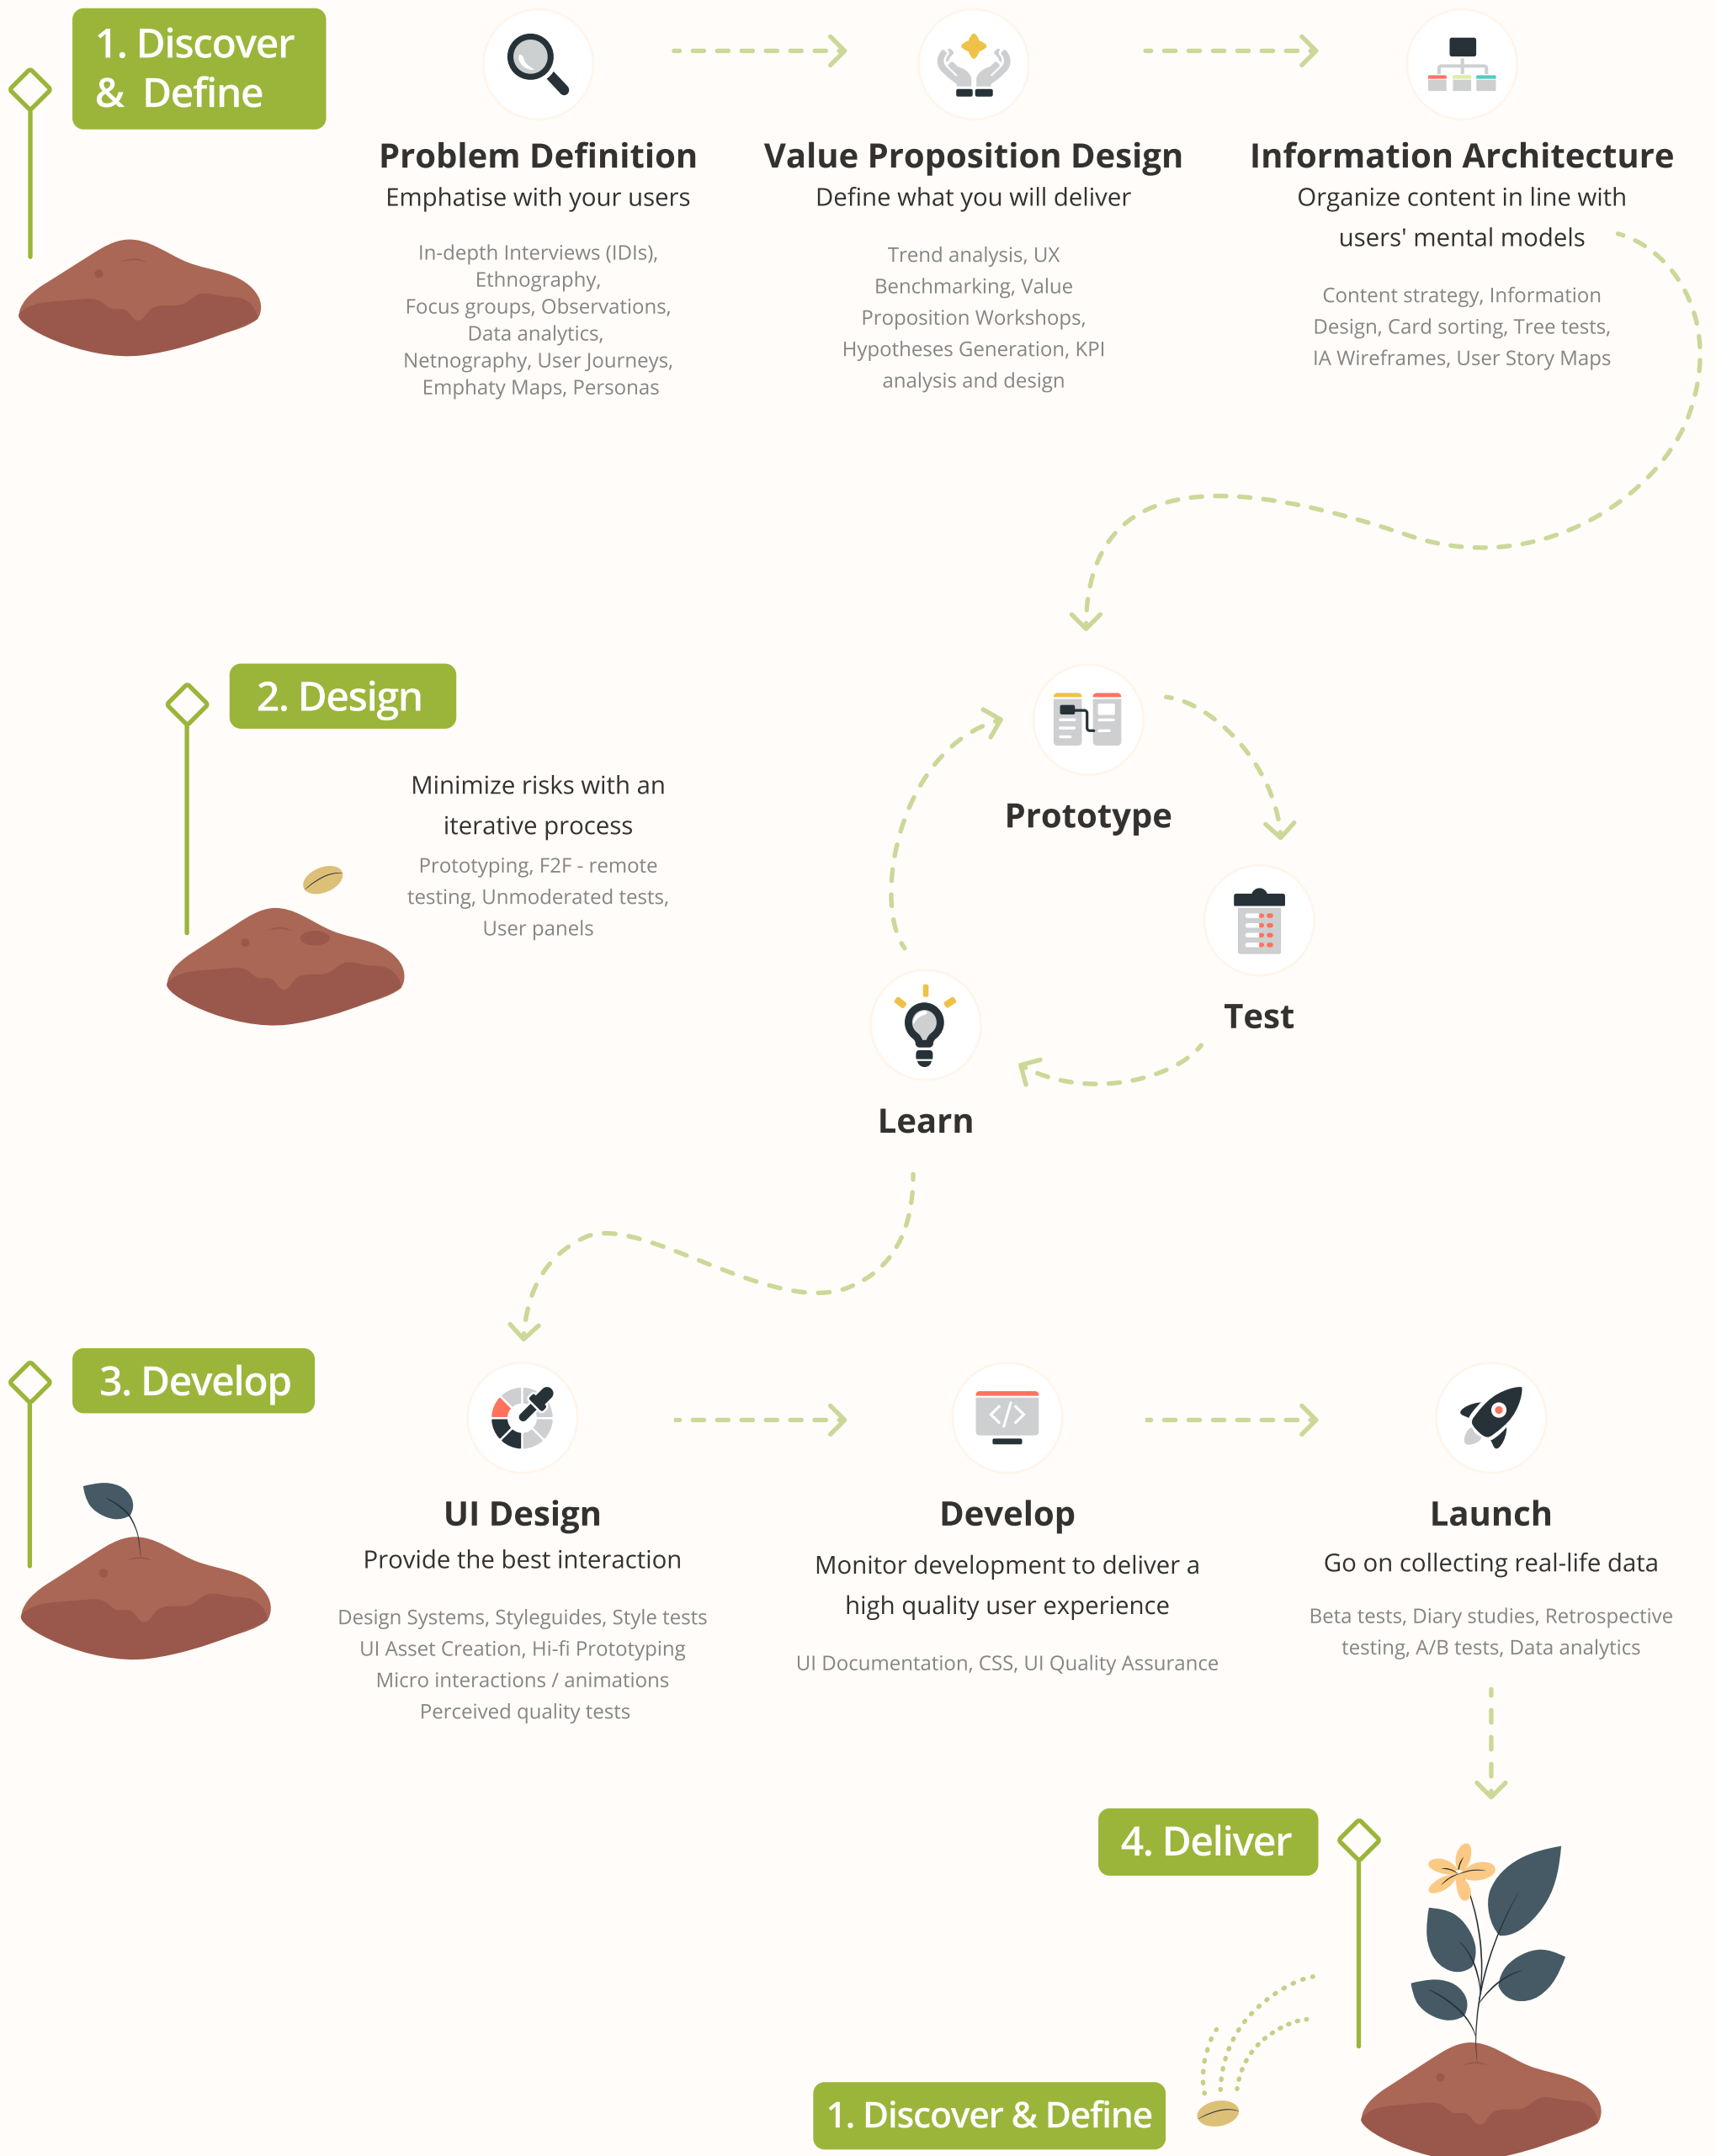 1. Discover
& Define
Problem Definition
Emphatise with your users
In-depth Interviews (IDIs),
Ethnography,
Focus groups, Observations,
Data analytics,
Netnography, User Journeys,
Emphaty Maps, Personas
Value Proposition Design
Define what you will deliver
Trend analysis, UX
Benchmarking, Value
Proposition Workshops,
Hypotheses Generation, KPI
analysis and design
Information Architecture
Organize content in line with
users' mental models
Content strategy, Information
Design, Card sorting, Tree tests,
IA Wireframes, User Story Maps
2. Design
Minimize risks with an
iterative process
Prototyping, F2F - remote
testing, Unmoderated tests,
User panels
Prototype
Test
Learn
3. Develop
UI Design
Provide the best interaction
Design Systems, Styleguides, Style tests
UI Asset Creation, Hi-fi Prototyping
Micro interactions / animations
Perceived quality tests
Develop
Monitor development to deliver a
high quality user experience
UI Documentation, CSS, UI Quality Assurance
Launch
Go on collecting real-life data
Beta tests, Diary studies, Retrospective
testing, A/B tests, Data analytics
4. Deliver
1. Discover & Define